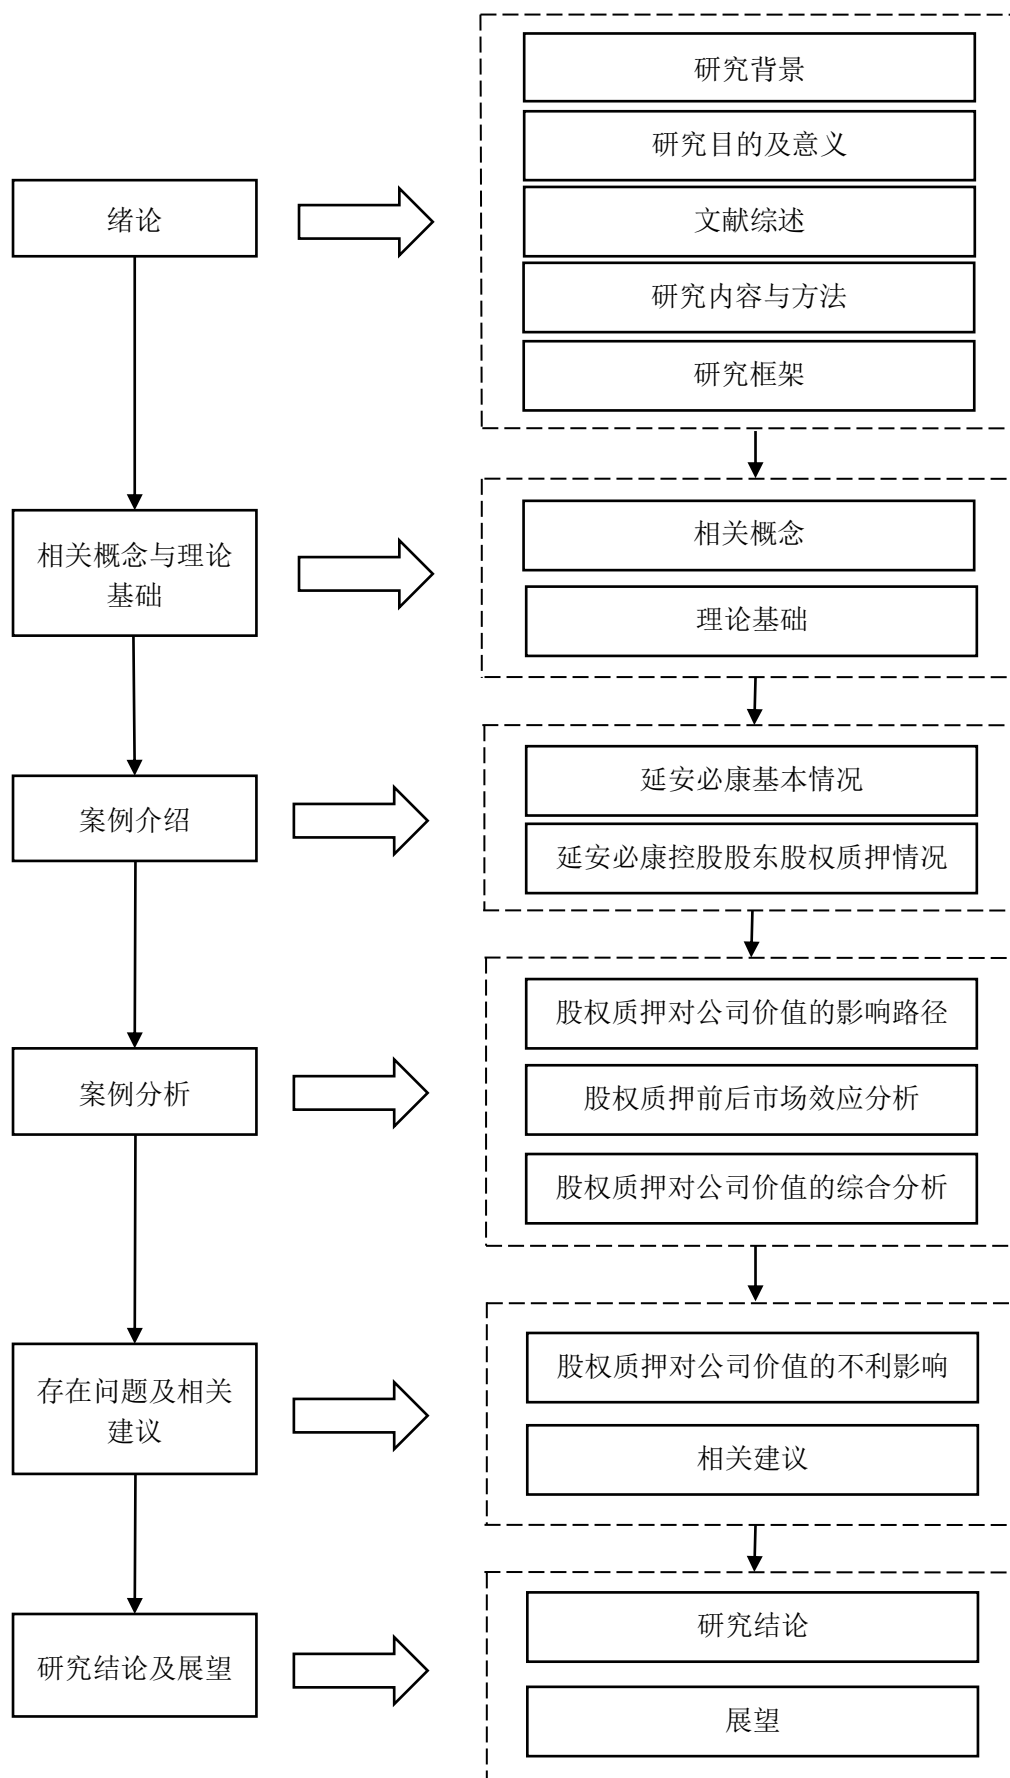 绪论
研究背景
研究目的及意义
文献综述
研究内容与方法
研究框架
相关概念与理论
基础
相关概念
理论基础
案例介绍
延安必康基本情况
延安必康控股股东股权质押情况
案例分析
股权质押对公司价值的影响路径
股权质押前后市场效应分析
股权质押对公司价值的综合分析
存在问题及相关
建议
股权质押对公司价值的不利影响
相关建议
研究结论及展望
研究结论
展望